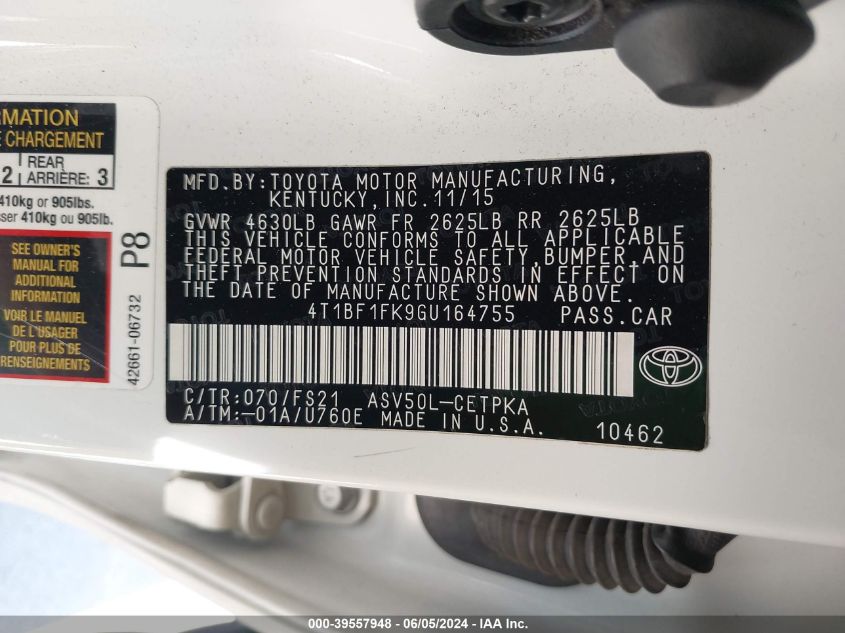 RMATION
E CHARGEMENT
2 REAR ARRIÈRE: 3
410kg or 905lbs.
sser 410kg ou 905lb.
SEE OWNER'S
MANUAL FOR
ADDITIONAL
INFORMATION
VOIR LE MANUEL
DE L'USAGER
POUR PLUS DE
RENSEIGNEMENTS
P8
42661-06732
MFD.BY:TOYOTA MOTOR MANUFACTURING,
KENTUCKY,INC.11/15
GVWR 4630LB GAWR FR 2625LB RR 2625LB
THIS VEHICLE CONFORMS TO ALL APPLICABLE
FEDERAL MOTOR VEHICLE SAFETY,BUMPER,AND
THEFT PREVENTION STANDARDS IN EFFECT ON
THE DATE OF MANUFACTURE SHOWN ABOVE.
4T1BF1FK9GU164755 PASS.CAR
C/TR:070/FS21 ASV50L-CETPKA
A/TM:-01A/U760E MADE IN U.S.A.
10462
000-39557948 - 06/05/2024 - IAA Inc.